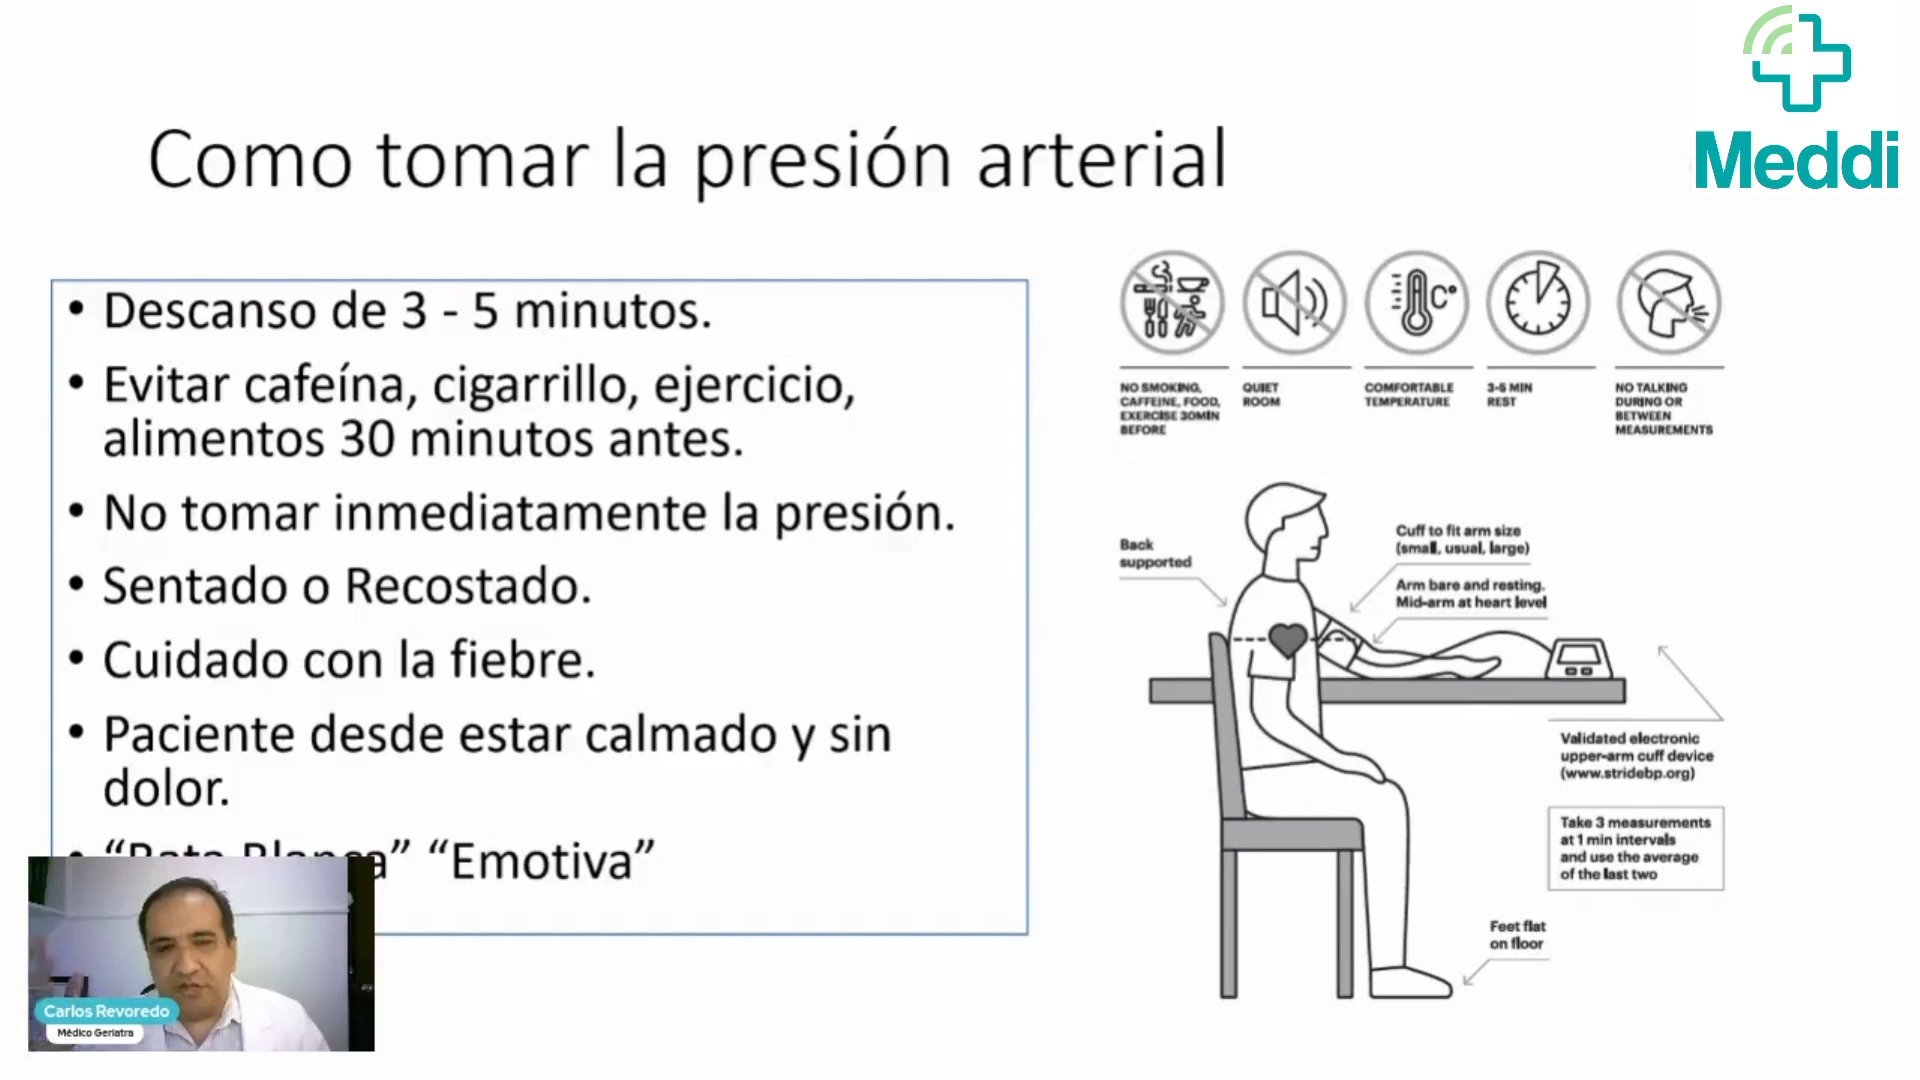 Meddi
Como tomar la presión arterial
• Descanso de 3 - 5 minutos.
• Evitar cafeína, cigarrillo, ejercicio,
alimentos 30 minutos antes.
• No tomar inmediatamente la presión.
• Sentado o Recostado.
• Cuidado con la fiebre.
• Paciente desde estar calmado y sin
dolor.
• “Bata Blanca” “Emotiva”
Carlos Revoredo
Médico Geriatra
C°
NO SMOKING,
CAFFEINE, FOOD,
EXERCISE 30MIN
BEFORE
QUIET
ROOM
COMFORTABLE
TEMPERATURE
3-5 MIN
REST
NO TALKING
DURING OR
BETWEEN
MEASUREMENTS
Back
supported
Cuff to fit arm size
(small, usual, large)
Arm bare and resting.
Mid-arm at heart level
Validated electronic
upper-arm cuff device
(www.stridebp.org)
Take 3 measurements
at 1 min intervals
and use the average
of the last two
Feet flat
on floor